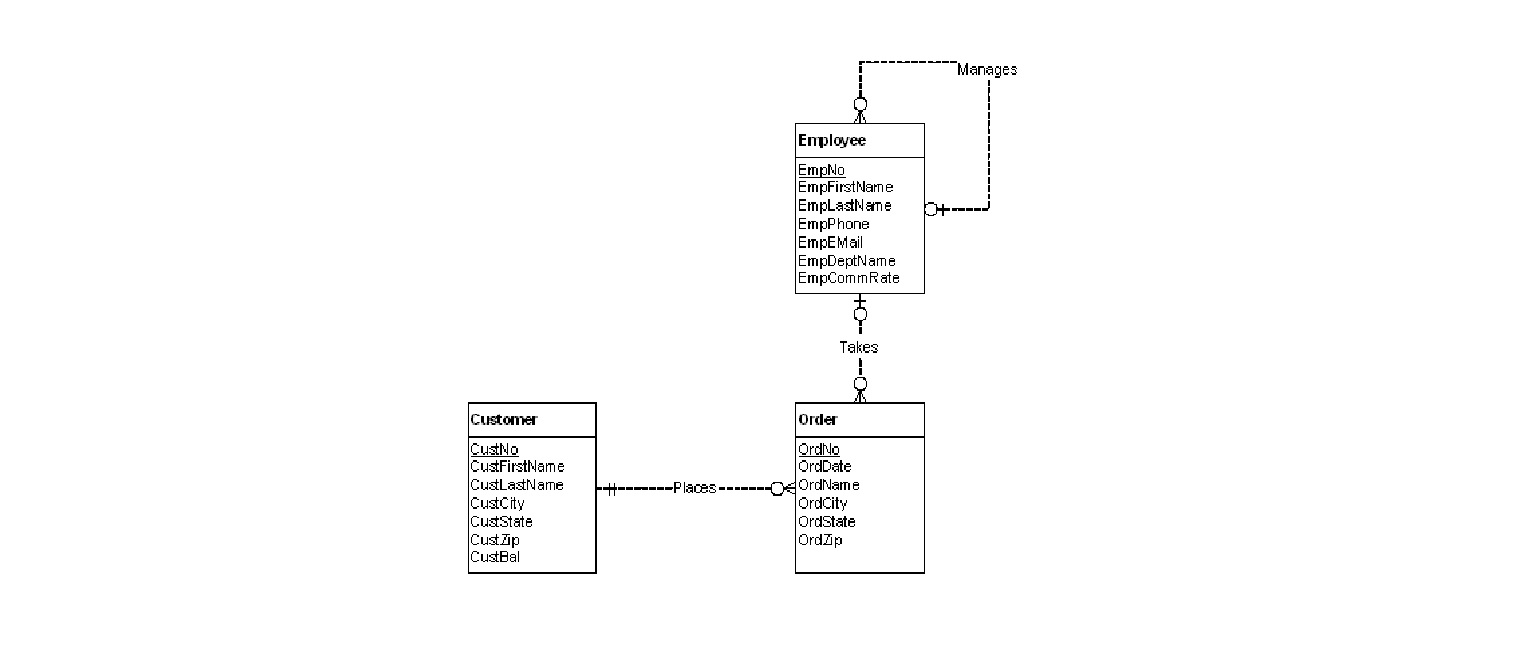 Manages
Employee
EmpNo
EmpFirstName
EmpLastName
EmpPhone
EmpEMail
EmpDeptName
EmpCommRate
Takes
Customer
CustNo
CustFirstName
CustLastName
CustCity
CustState
CustZip
CustBal
Places
Order
OrdNo
OrdDate
OrdName
OrdCity
OrdState
OrdZip